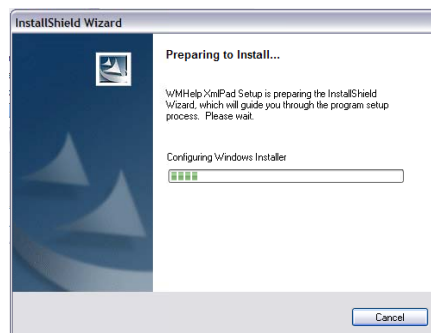 InstallShield Wizard
Preparing to Install...
WMHelp XmlPad Setup is preparing the InstallShield
Wizard, which will guide you through the program setup
process. Please wait.
Configuring Windows Installer
Cancel